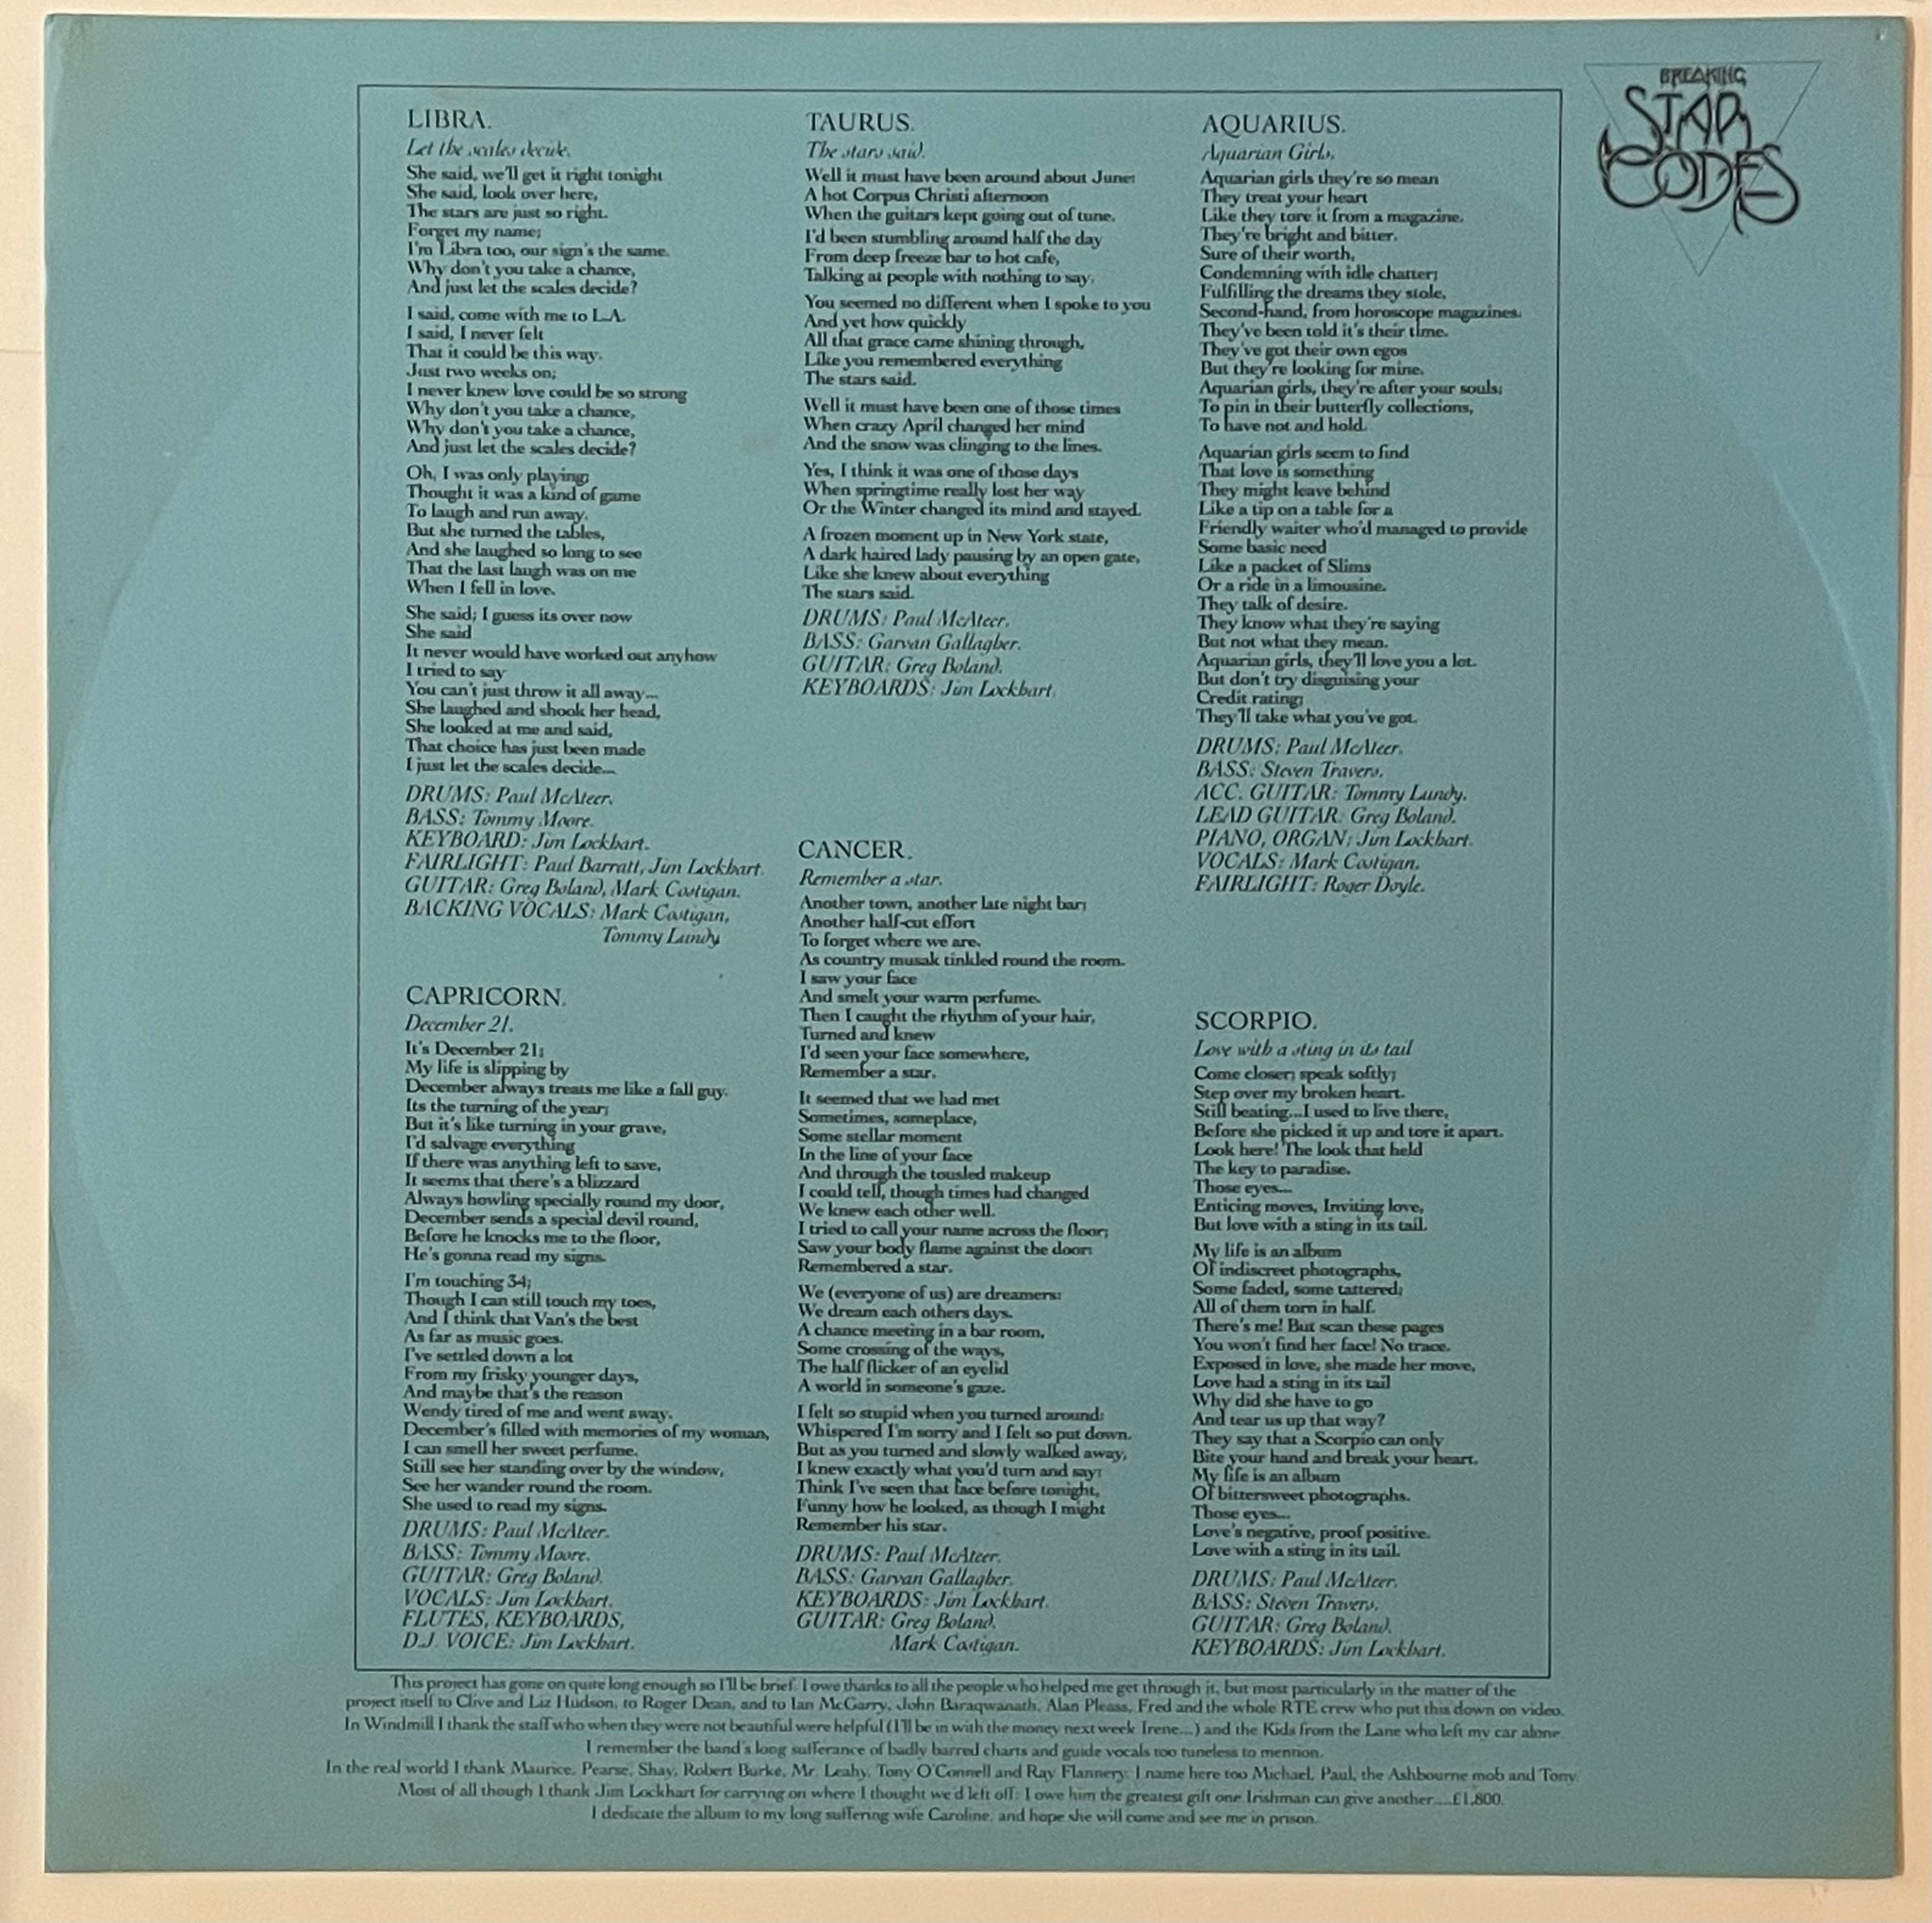 BREAKING
STAR
CODES
LIBRA.
Let the scales decide.
She said, we'll get it right tonight
She said, look over here,
The stars are just so right.
Forget my name;
I'm Libra too, our sign's the same.
Why don't you take a chance,
And just let the scales decide?
I said, come with me to L.A.
I said, I never felt
That it could be this way.
Just two weeks on;
I never knew love could be so strong
Why don't you take a chance,
Why don't you take a chance,
And just let the scales decide?
Oh, I was only playing;
Thought it was a kind of game
To laugh and run away.
But she turned the tables,
And she laughed so long to see
That the last laugh was on me
When I fell in love.
She said; I guess its over now
She said
It never would have worked out anyhow
I tried to say
You can't just throw it all away...
She laughed and shook her head,
She looked at me and said,
That choice has just been made
I just let the scales decide....
DRUMS: Paul McAteer.
BASS: Tommy Moore.
KEYBOARD: Jim Lockhart.
FAIRLIGHT: Paul Barratt, Jim Lockhart.
GUITAR: Greg Boland, Mark Costigan.
BACKING VOCALS: Mark Costigan,
Tommy Lundy
CAPRICORN.
December 21.
It's December 21;
My life is slipping by
December always treats me like a fall guy.
Its the turning of the year;
But it's like turning in your grave,
I'd salvage everything
If there was anything left to save,
It seems that there's a blizzard
Always howling specially round my door,
December sends a special devil round,
Before he knocks me to the floor,
He's gonna read my signs.
I'm touching 34;
Though I can still touch my toes,
And I think that Van's the best
As far as music goes.
I've settled down a lot
From my frisky younger days,
And maybe that's the reason
Wendy tired of me and went away.
December's filled with memories of my woman,
I can smell her sweet perfume.
Still see her standing over by the window,
See her wander round the room.
She used to read my signs.
DRUMS: Paul McAteer.
BASS: Tommy Moore.
GUITAR: Greg Boland.
VOCALS: Jim Lockhart.
FLUTES, KEYBOARDS,
D.J. VOICE: Jim Lockhart.
TAURUS.
The stars said.
Well it must have been around about June:
A hot Corpus Christi afternoon
When the guitars kept going out of tune.
I'd been stumbling around half the day
From deep freeze bar to hot cafe,
Talking at people with nothing to say.
You seemed no different when I spoke to you
And yet how quickly
All that grace came shining through,
Like you remembered everything
The stars said.
Well it must have been one of those times
When crazy April changed her mind
And the snow was clinging to the lines.
Yes, I think it was one of those days
When springtime really lost her way
Or the Winter changed its mind and stayed.
A frozen moment up in New York state,
A dark haired lady pausing by an open gate,
Like she knew about everything
The stars said.
DRUMS: Paul McAteer.
BASS: Garvan Gallagher.
GUITAR: Greg Boland.
KEYBOARDS: Jim Lockhart.
CANCER.
Remember a star.
Another town, another late night bar;
Another half-cut effort
To forget where we are.
As country musak tinkled round the room.
I saw your face
And smelt your warm perfume.
Then I caught the rhythm of your hair,
Turned and knew
I'd seen your face somewhere,
Remember a star.
It seemed that we had met
Sometimes, someplace,
Some stellar moment
In the line of your face
And through the tousled makeup
I could tell, though times had changed
We knew each other well.
I tried to call your name across the floor;
Saw your body flame against the door:
Remembered a star.
We (everyone of us) are dreamers:
We dream each others days.
A chance meeting in a bar room,
Some crossing of the ways,
The half flicker of an eyelid
A world in someone's gaze.
I felt so stupid when you turned around:
Whispered I'm sorry and I felt so put down.
But as you turned and slowly walked away,
I knew exactly what you'd turn and say:
Think I've seen that face before tonight,
Funny how he looked, as though I might
Remember his star.
DRUMS: Paul McAteer.
BASS: Garvan Gallagher.
KEYBOARDS: Jim Lockhart.
GUITAR: Greg Boland.
Mark Costigan.
AQUARIUS.
Aquarian Girls.
Aquarian girls they're so mean
They treat your heart
Like they tore it from a magazine.
They're bright and bitter.
Sure of their worth,
Condemning with idle chatter;
Fulfilling the dreams they stole,
Second-hand, from horoscope magazines.
They've been told it's their time.
They've got their own egos
But they're looking for mine.
Aquarian girls, they're after your souls;
To pin in their butterfly collections,
To have not and hold.
Aquarian girls seem to find
That love is something
They might leave behind
Like a tip on a table for a
Friendly waiter who'd managed to provide
Some basic need
Like a packet of Slims
Or a ride in a limousine.
They talk of desire.
They know what they're saying
But not what they mean.
Aquarian girls, they'll love you a lot.
But don't try disguising your
Credit rating;
They'll take what you've got.
DRUMS: Paul McAteer.
BASS: Steven Travers.
ACC. GUITAR: Tommy Lundy.
LEAD GUITAR: Greg Boland.
PIANO, ORGAN: Jim Lockhart.
VOCALS: Mark Costigan.
FAIRLIGHT: Roger Doyle.
SCORPIO.
Love with a sting in its tail
Come closer; speak softly;
Step over my broken heart.
Still beating...I used to live there,
Before she picked it up and tore it apart.
Look here! The look that held
The key to paradise.
Those eyes....
Enticing moves, Inviting love,
But love with a sting in its tail.
My life is an album
Of indiscreet photographs,
Some faded, some tattered;
All of them torn in half.
There's me! But scan these pages
You won't find her face! No trace.
Exposed in love, she made her move,
Love had a sting in its tail
Why did she have to go
And tear us up that way?
They say that a Scorpio can only
Bite your hand and break your heart.
My life is an album
Of bittersweet photographs.
Those eyes....
Love's negative, proof positive.
Love with a sting in its tail.
DRUMS: Paul McAteer.
BASS: Steven Travers.
GUITAR: Greg Boland.
KEYBOARDS: Jim Lockhart.
This project has gone on quite long enough so I'll be brief. I owe thanks to all the people who helped me get through it, but most particularly in the matter of the
project itself to Clive and Liz Hudson, to Roger Dean, and to Ian McGarry, John Baraqwanath, Alan Pleass, Fred and the whole RTE crew who put this down on video.
In Windmill I thank the staff who when they were not beautiful were helpful (I'll be in with the money next week Irene....) and the Kids from the Lane who left my car alone.
I remember the band's long sufferance of badly barred charts and guide vocals too tuneless to mention.
In the real world I thank Maurice, Pearse, Shay, Robert Burke, Mr. Leahy, Tony O'Connell and Ray Flannery. I name here too Michael, Paul, the Ashbourne mob and Tony.
Most of all though I thank Jim Lockhart for carrying on where I thought we'd left off: I owe him the greatest gift one Irishman can give another.....£1,800.
I dedicate the album to my long suffering wife Caroline, and hope she will come and see me in prison.